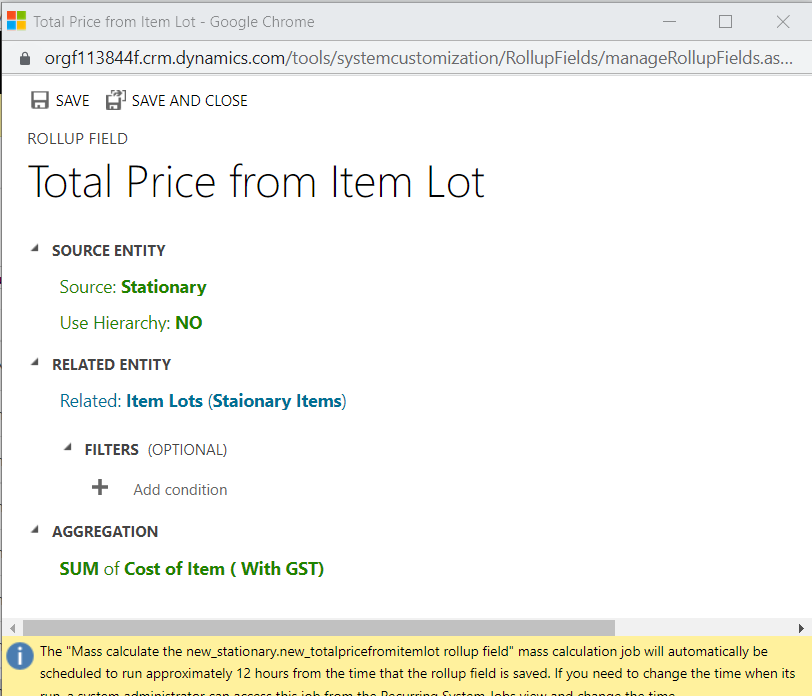 Total Price from Item Lot - Google Chrome
orgf113844f.crm.dynamics.com/tools/systemcustomization/RollupFields/manageRollupFields.as...
SAVE SAVE AND CLOSE
ROLLUP FIELD
Total Price from Item Lot
SOURCE ENTITY
Source: Stationary
Use Hierarchy: NO
RELATED ENTITY
Related: Item Lots (Staionary Items)
FILTERS (OPTIONAL)
Add condition
AGGREGATION
SUM of Cost of Item ( With GST)
The "Mass calculate the new_stationary.new_totalpricefromitemlot rollup field" mass calculation job will automatically be
scheduled to run approximately 12 hours from the time that the rollup field is saved. If you need to change the time when its
run, a system administrator can access this job from the Recurring System Jobs view and change the time.